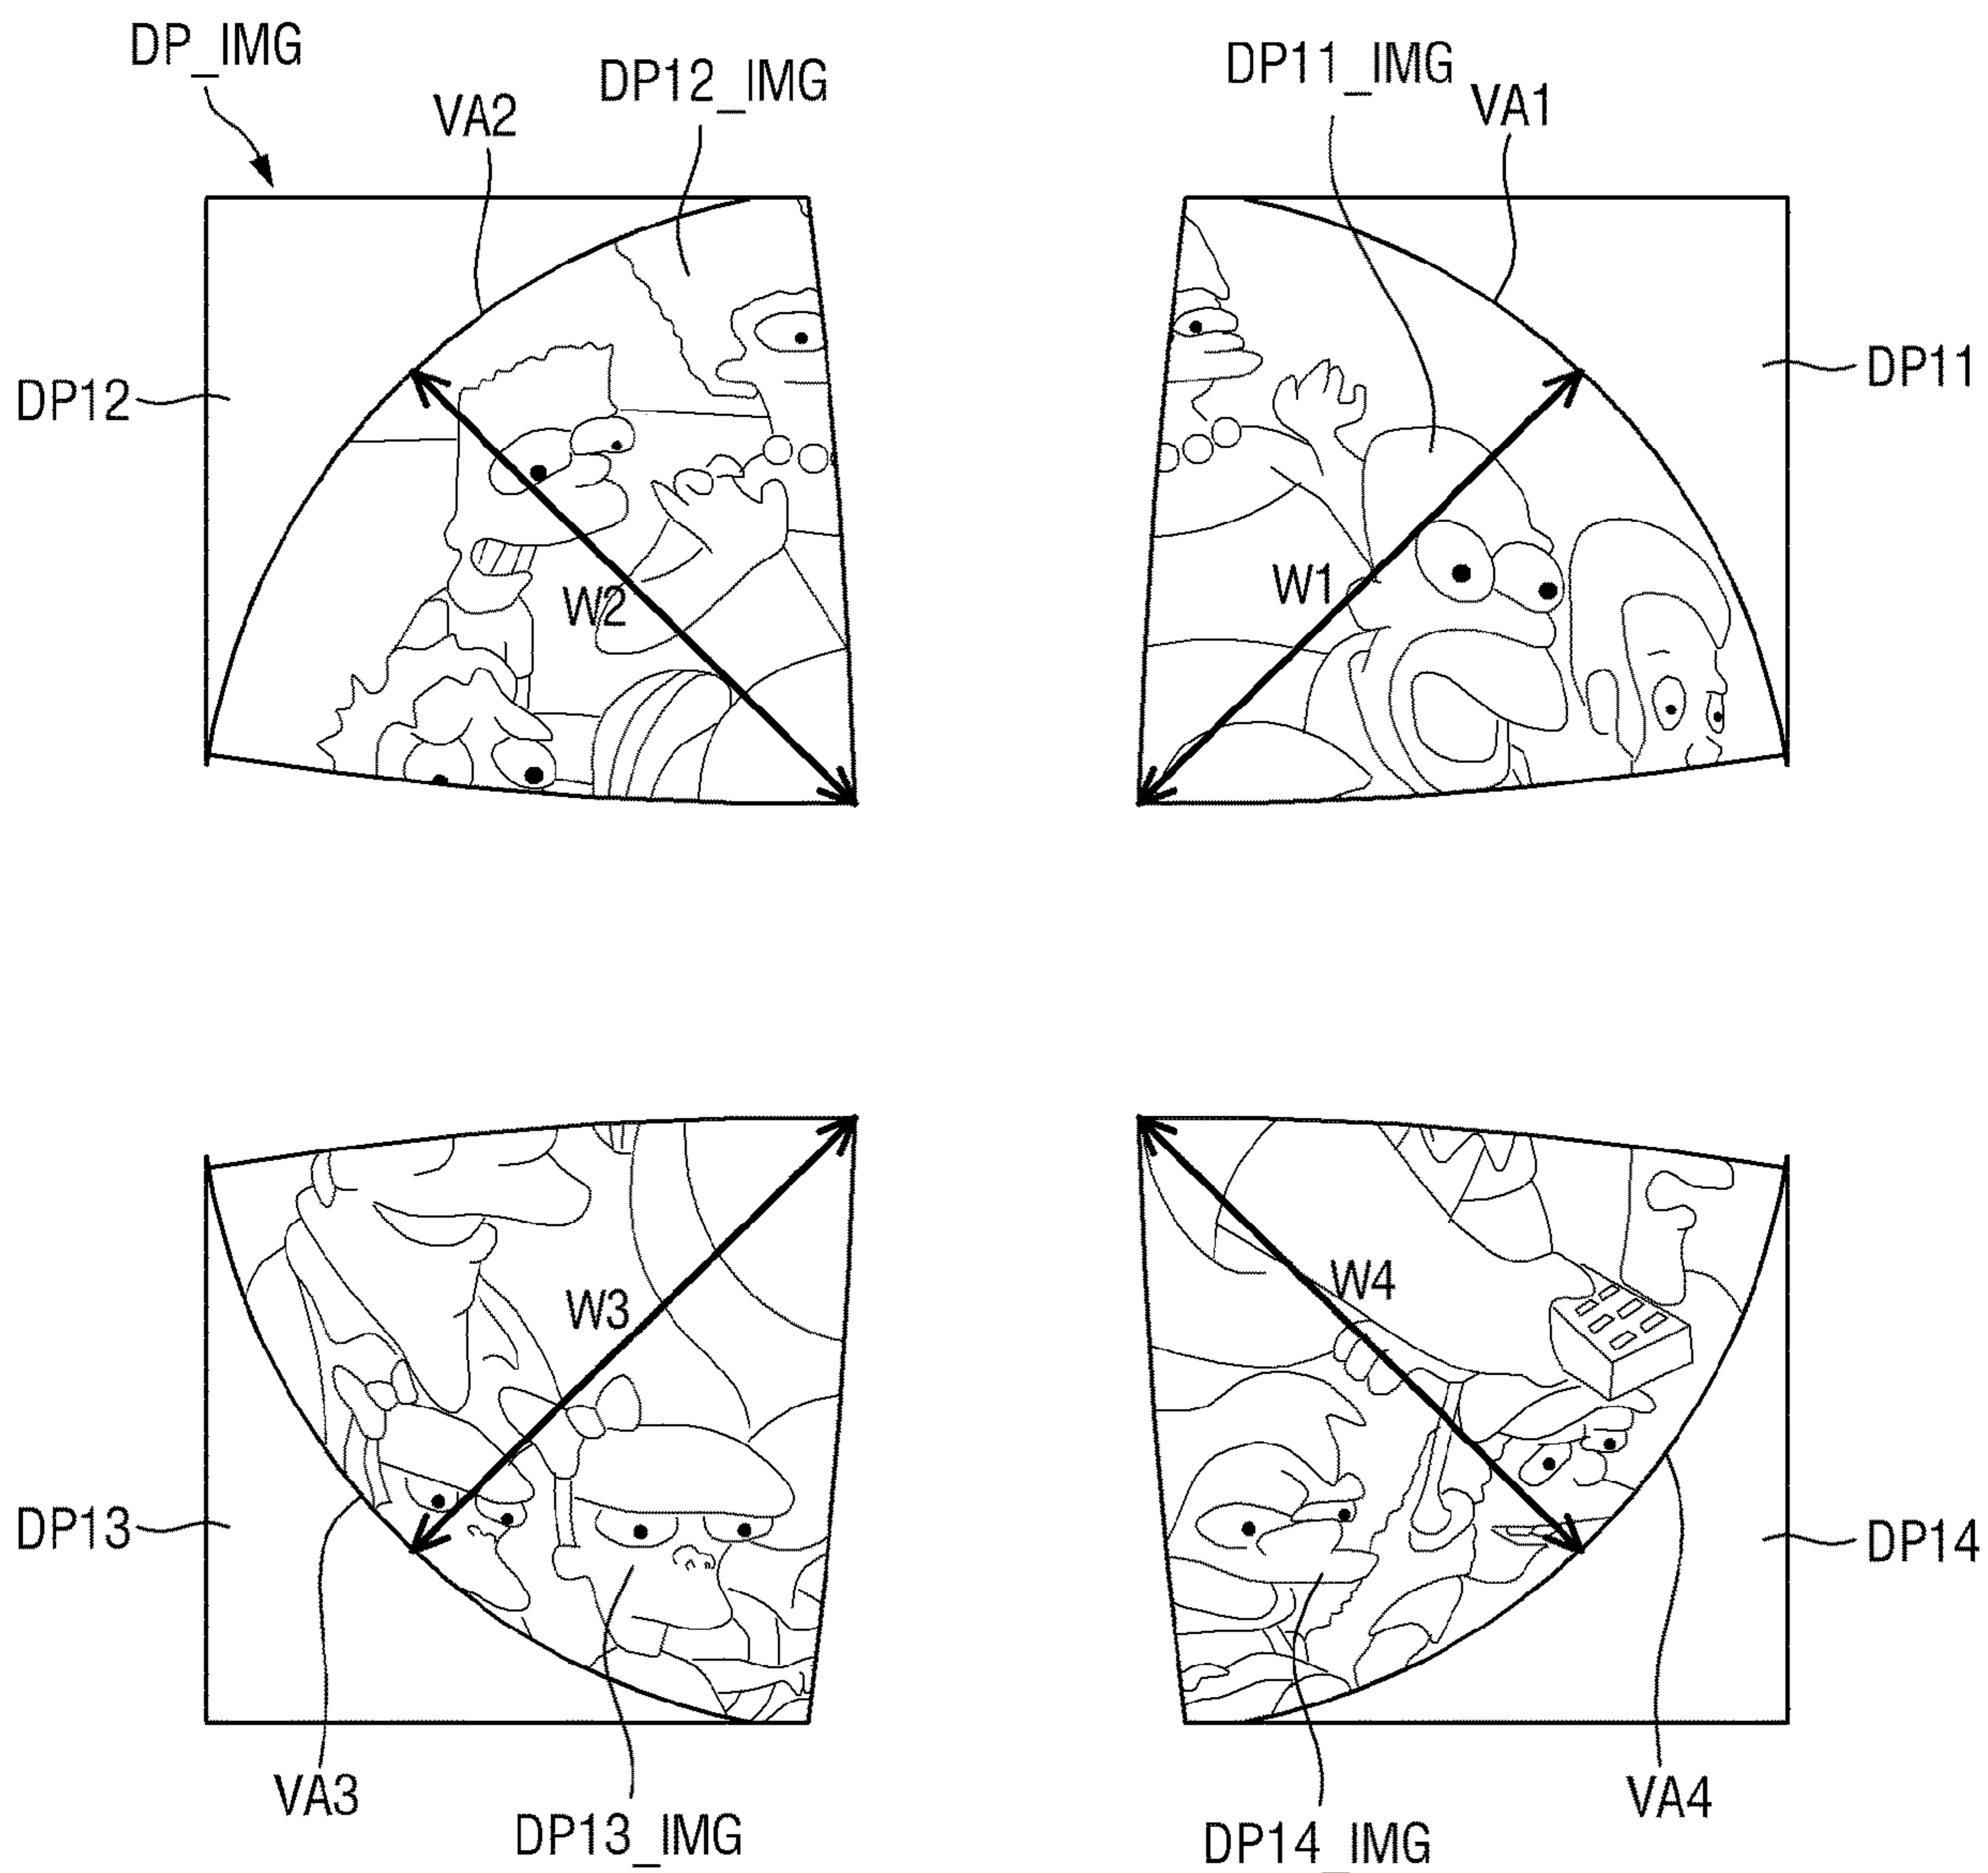 DP_IMG
DP12_IMG
DP11_IMG
VA2
VA1
DP12
DP11
W2
W1
W3
W4
DP13
DP14
VA3
VA4
DP13_IMG
DP14_IMG